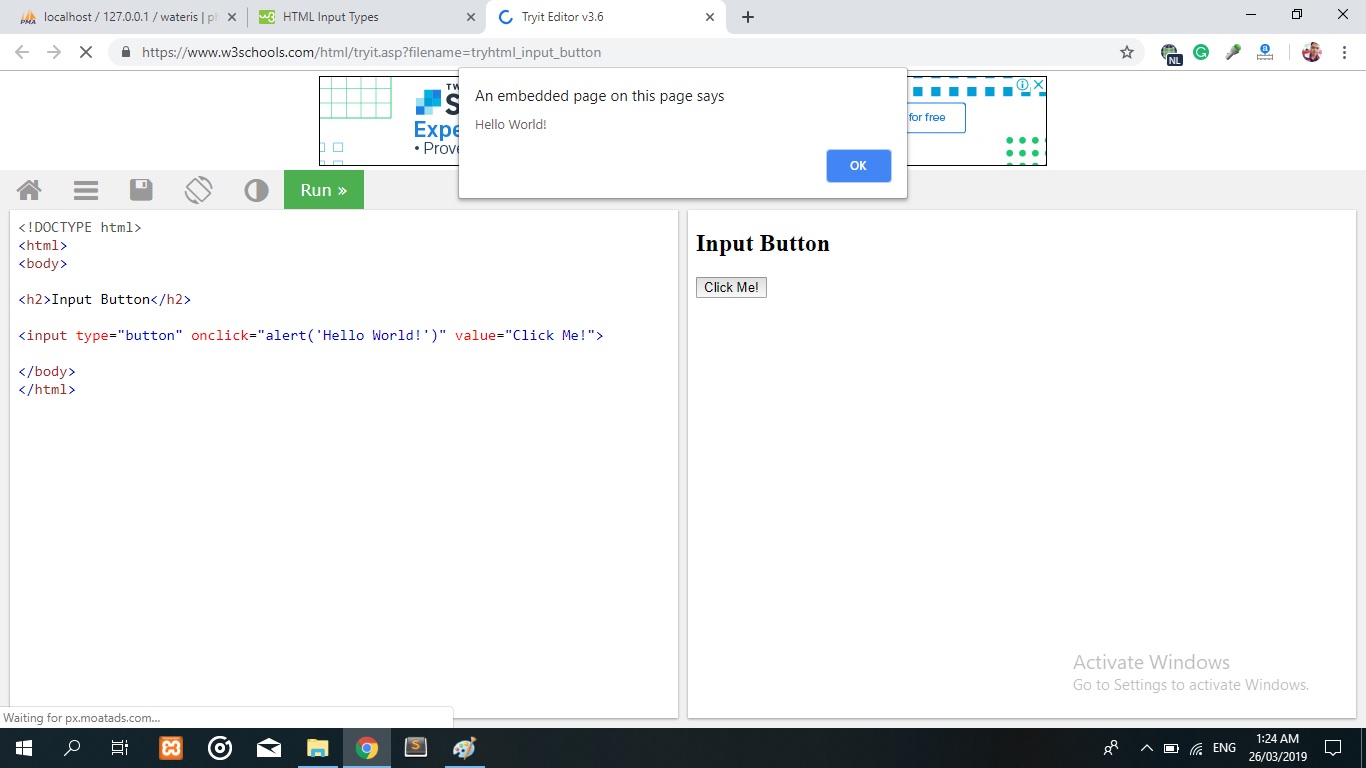 localhost / 127.0.0.1 / wateris | ph
HTML Input Types
Tryit Editor v3.6
https://www.w3schools.com/html/tryit.asp?filename=tryhtml_input_button
NL
An embedded page on this page says
Hello World!
OK
TW
S
Expe
• Prove
for free
Run »
<!DOCTYPE html>
<html>
<body>
<h2>Input Button</h2>
<input type="button" onclick="alert('Hello World!')" value="Click Me!">
</body>
</html>
Input Button
Click Me!
Activate Windows
Go to Settings to activate Windows.
Waiting for px.moatads.com...
ENG
1:24 AM
26/03/2019